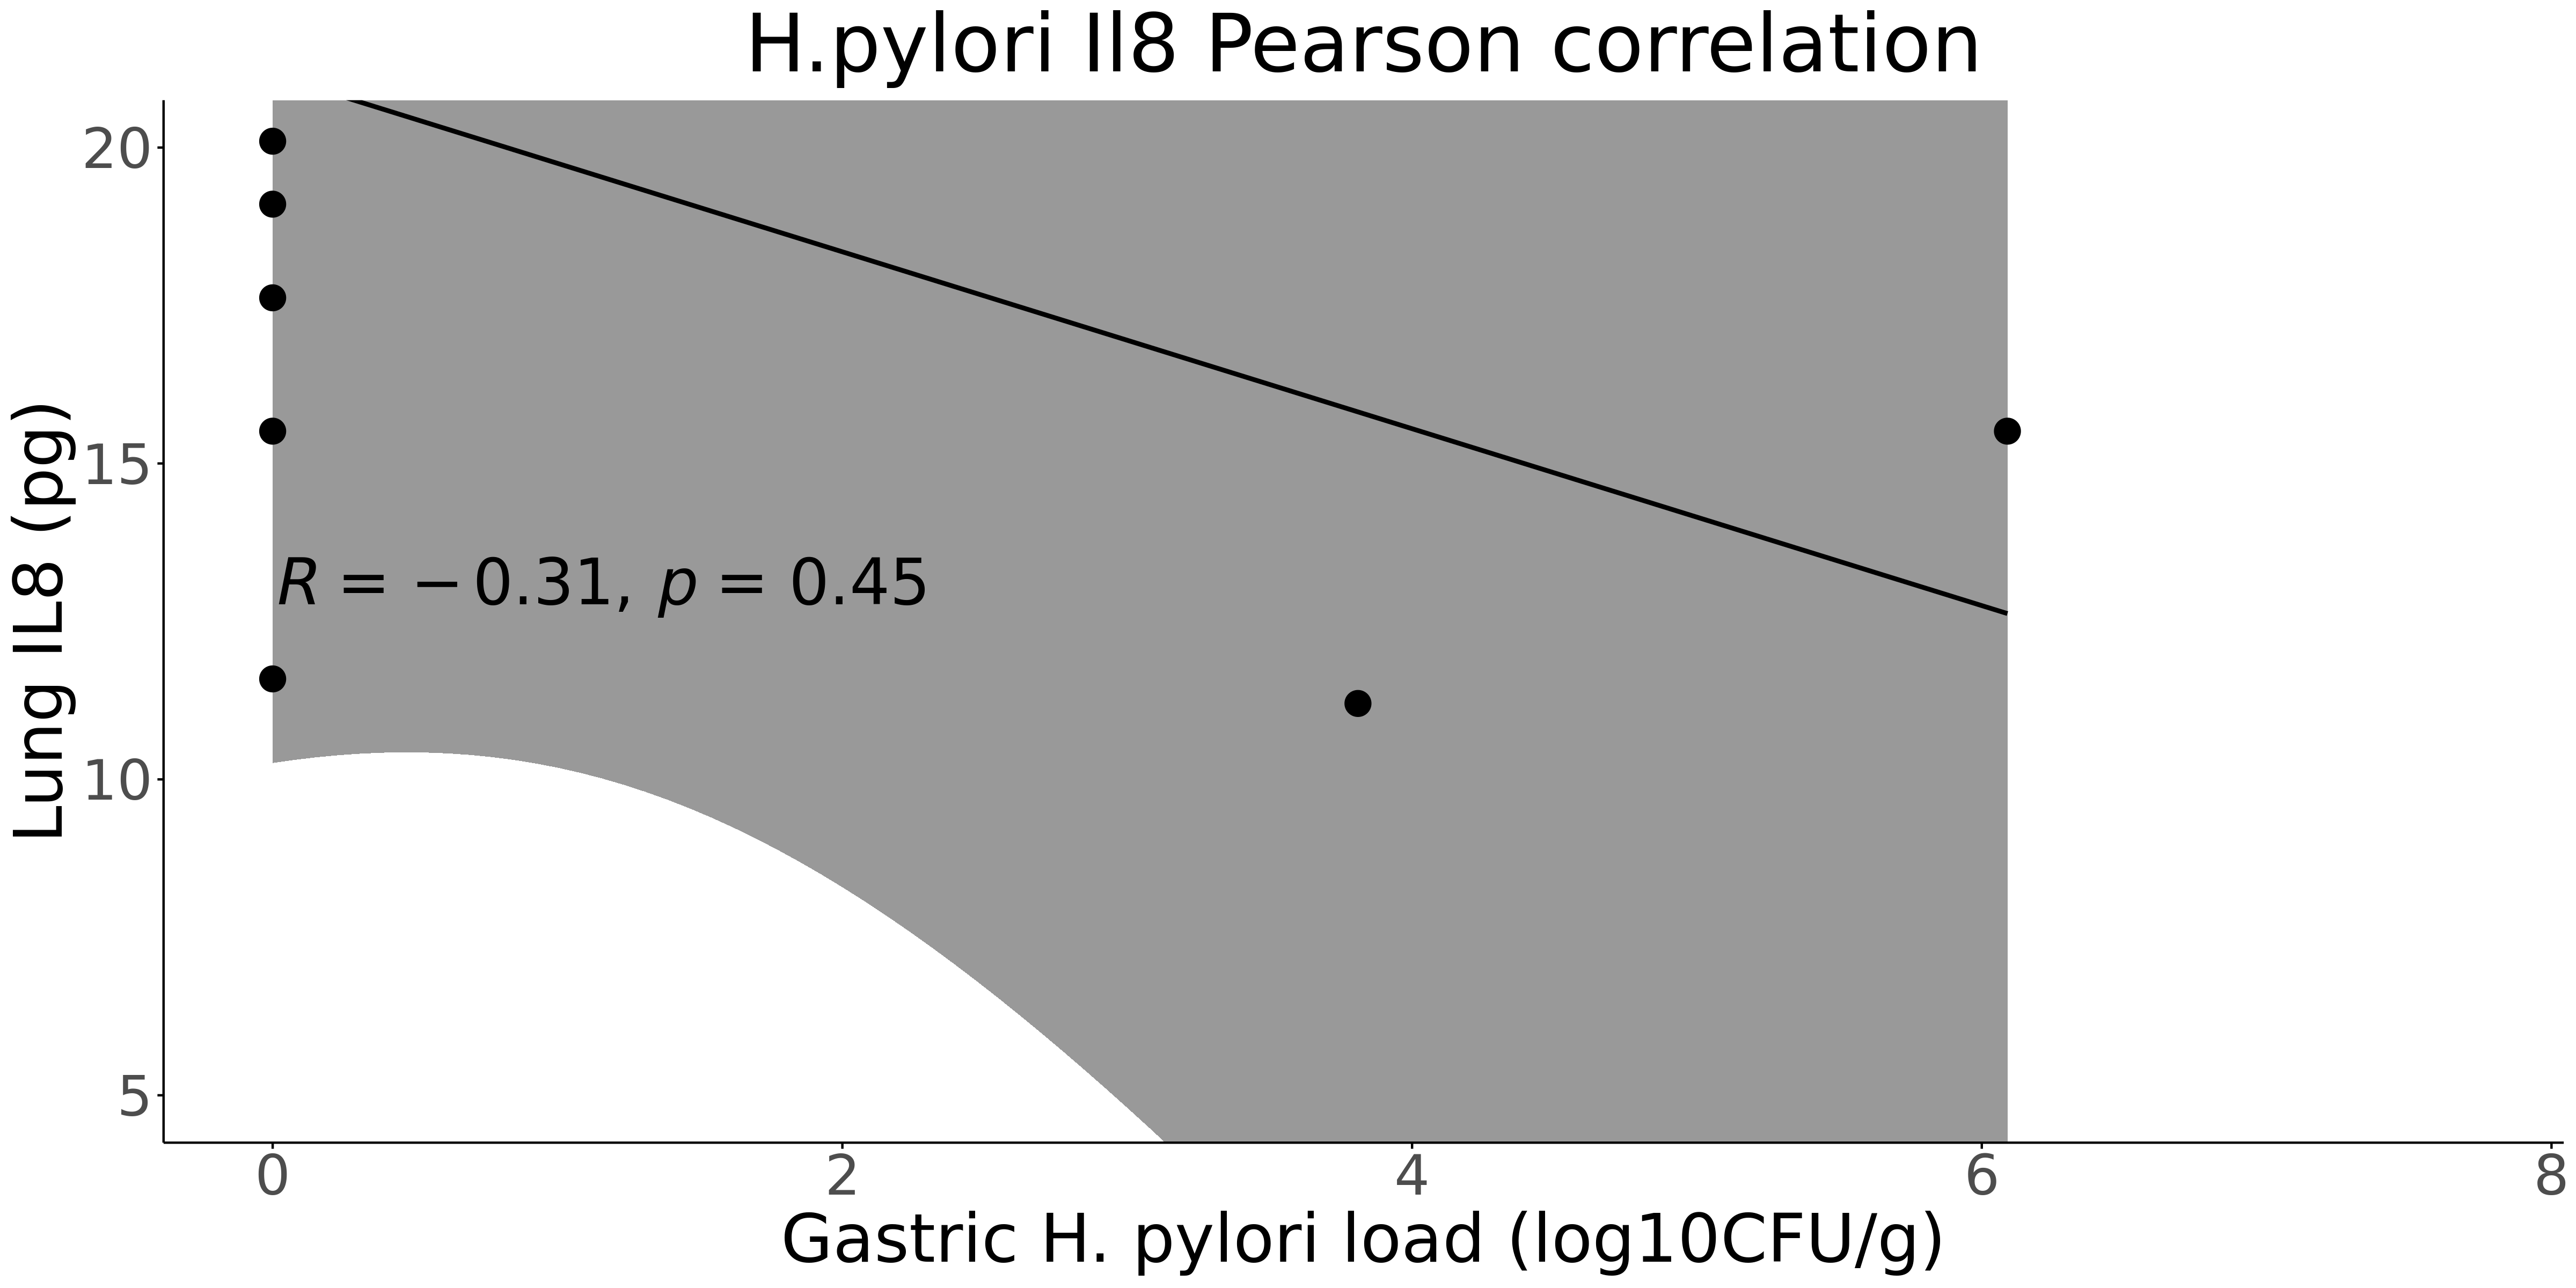 H.pylori Il8 Pearson correlation
Lung IL8 (pg)
20
15
10
5
R = −0.31, p = 0.45
0 2 4 6 8
Gastric H. pylori load (log10CFU/g)